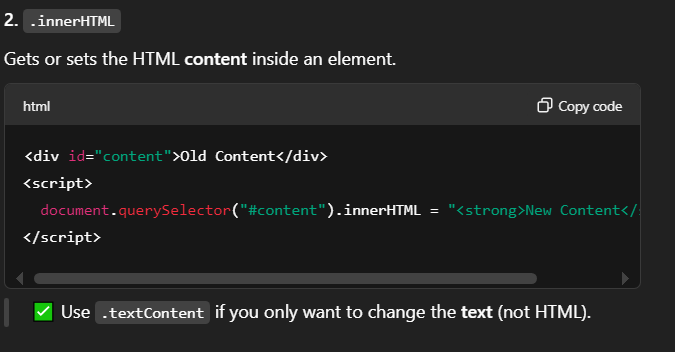 2. .innerHTML
Gets or sets the HTML content inside an element.
html
Copy code
<div id="content">Old Content</div>
<script>
  document.querySelector("#content").innerHTML = "<strong>New Content</
</script>
✅ Use .textContent if you only want to change the text (not HTML).